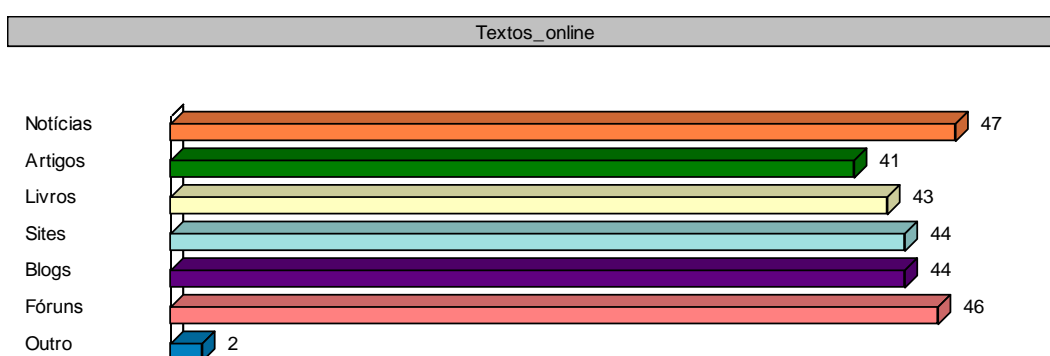 Textos_online
Notícias 47
Artigos 41
Livros 43
Sites 44
Blogs 44
Fóruns 46
Outro 2